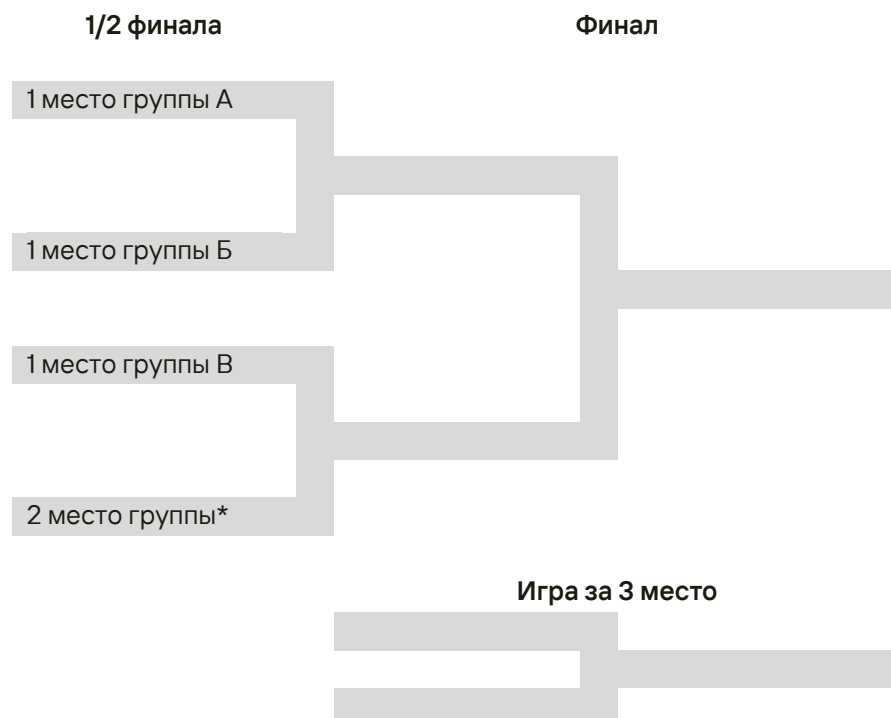 1/2 финала
Финал
1 место группы А
1 место группы Б
1 место группы В
2 место группы*
Игра за 3 место